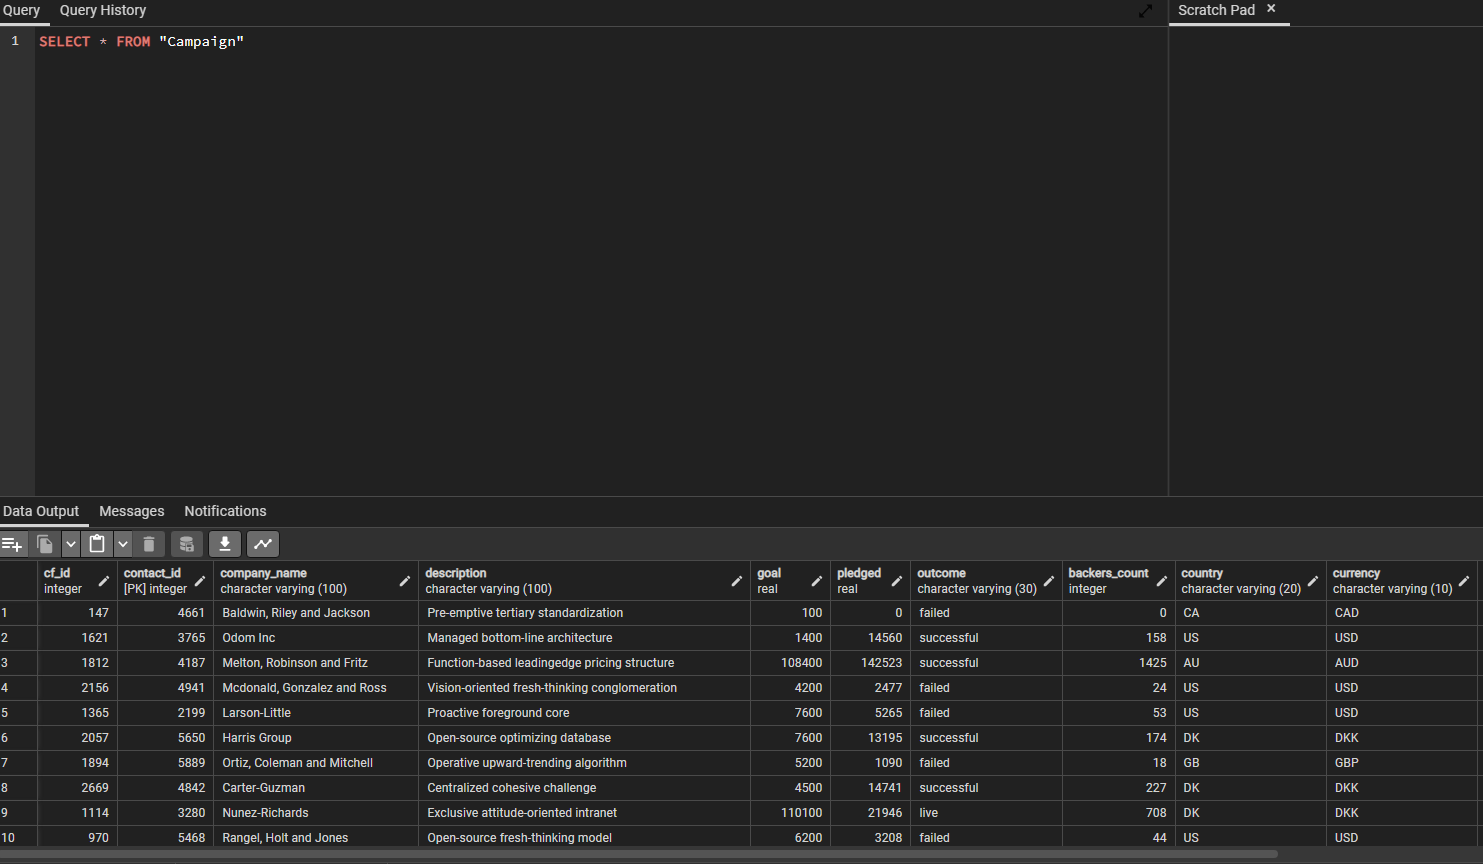 Query Query History Scratch Pad ×
1 SELECT * FROM "Campaign"
Data Output Messages Notifications
cf_id contact_id company_name description goal pledged outcome backers_count country currency
integer [PK] integer character varying (100) character varying (100) real real character varying (30) integer character varying (20) character varying (10)
1 147 4661 Baldwin, Riley and Jackson Pre-emptive tertiary standardization 100 0 failed 0 CA CAD
2 1621 3765 Odom Inc Managed bottom-line architecture 1400 14560 successful 158 US USD
3 1812 4187 Melton, Robinson and Fritz Function-based leadingedge pricing structure 108400 142523 successful 1425 AU AUD
4 2156 4941 Mcdonald, Gonzalez and Ross Vision-oriented fresh-thinking conglomeration 4200 2477 failed 24 US USD
5 1365 2199 Larson-Little Proactive foreground core 7600 5265 failed 53 US USD
6 2057 5650 Harris Group Open-source optimizing database 7600 13195 successful 174 DK DKK
7 1894 5889 Ortiz, Coleman and Mitchell Operative upward-trending algorithm 5200 1090 failed 18 GB GBP
8 2669 4842 Carter-Guzman Centralized cohesive challenge 4500 14741 successful 227 DK DKK
9 1114 3280 Nunez-Richards Exclusive attitude-oriented intranet 110100 21946 live 708 DK DKK
10 970 5468 Rangel, Holt and Jones Open-source fresh-thinking model 6200 3208 failed 44 US USD